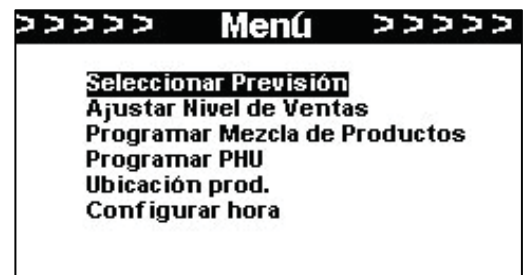 >>>>> Menú >>>>>
Seleccionar Previsión
Ajustar Nivel de Ventas
Programar Mezcla de Productos
Programar PHU
Ubicación prod.
Configurar hora